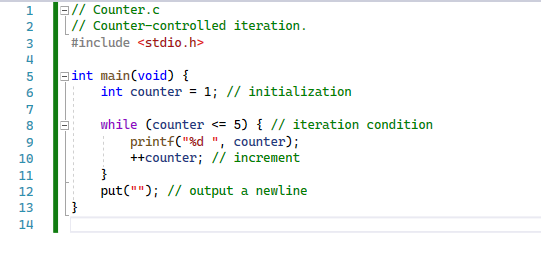 1 // Counter.c
2 // Counter-controlled iteration.
3 #include <stdio.h>
4
5 int main(void) {
6     int counter = 1; // initialization
7
8     while (counter <= 5) { // iteration condition
9         printf("%d ", counter);
10         ++counter; // increment
11     }
12     put(""); // output a newline
13 }
14